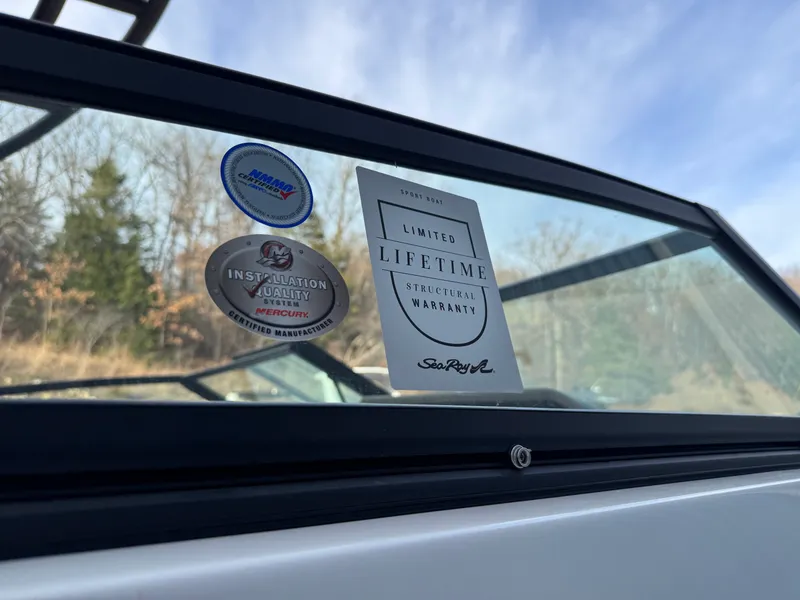 NMMA
CERTIFIED
INSTALLATION
QUALITY
SYSTEM
MERCURY
CERTIFIED MANUFACTURER
SPORT BOAT
LIMITED
LIFETIME
STRUCTURAL
WARRANTY
Sea Ray